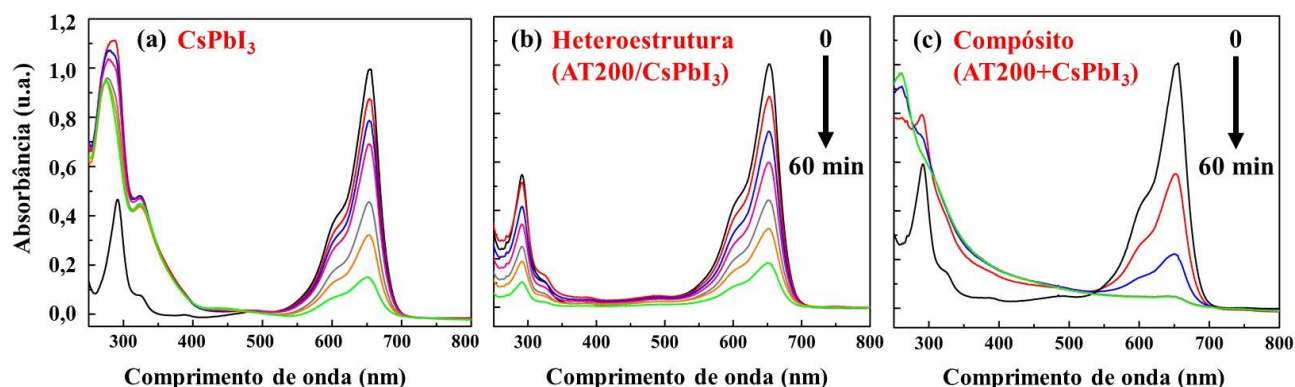 (a) CsPbI₃
(b) Heteroestrutura
(AT200/CsPbI₃)
0
60 min
(c) Compósito
(AT200+CsPbI₃)
0
60 min
Absorbância (u.a.)
1,2
1,0
0,8
0,6
0,4
0,2
0,0
300 400 500 600 700 800
300 400 500 600 700 800
300 400 500 600 700 800
Comprimento de onda (nm)
Comprimento de onda (nm)
Comprimento de onda (nm)